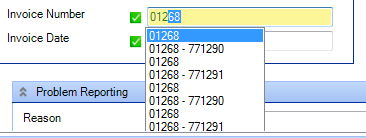 Invoice Number 01268
Invoice Date
01268
01268 - 771290
01268
01268 - 771291
01268
01268 - 771290
01268
01268 - 771291
Problem Reporting
Reason